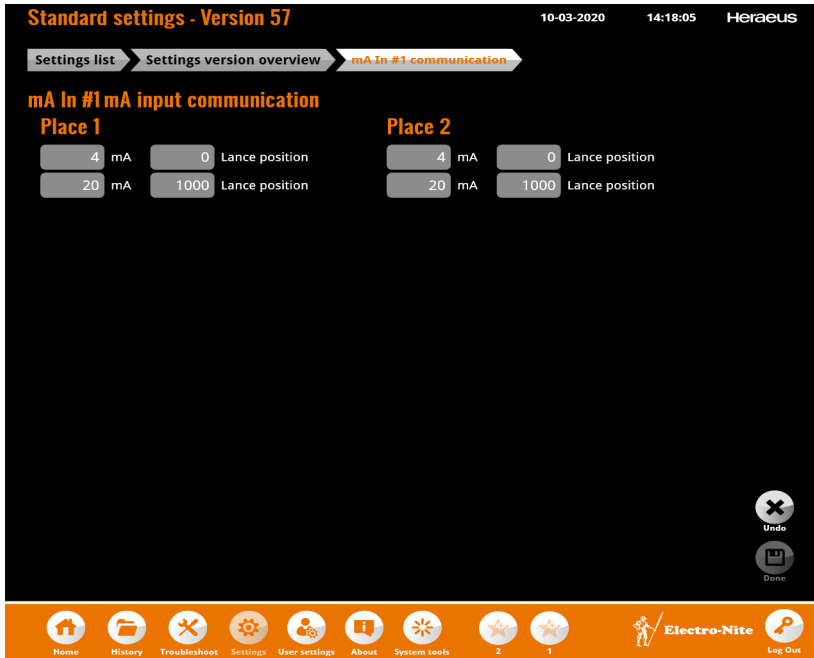 Standard settings - Version 57
10-03-2020
14:18:05
Heraeus
Settings list
Settings version overview
mA In #1 communication
mA In #1 mA input communication
Place 1
4 mA 0 Lance position
20 mA 1000 Lance position
Place 2
4 mA 0 Lance position
20 mA 1000 Lance position
Undo
Done
Home
History
Troubleshoot
Settings
User settings
About
System tools
2
1
Electro-Nite
Log Out